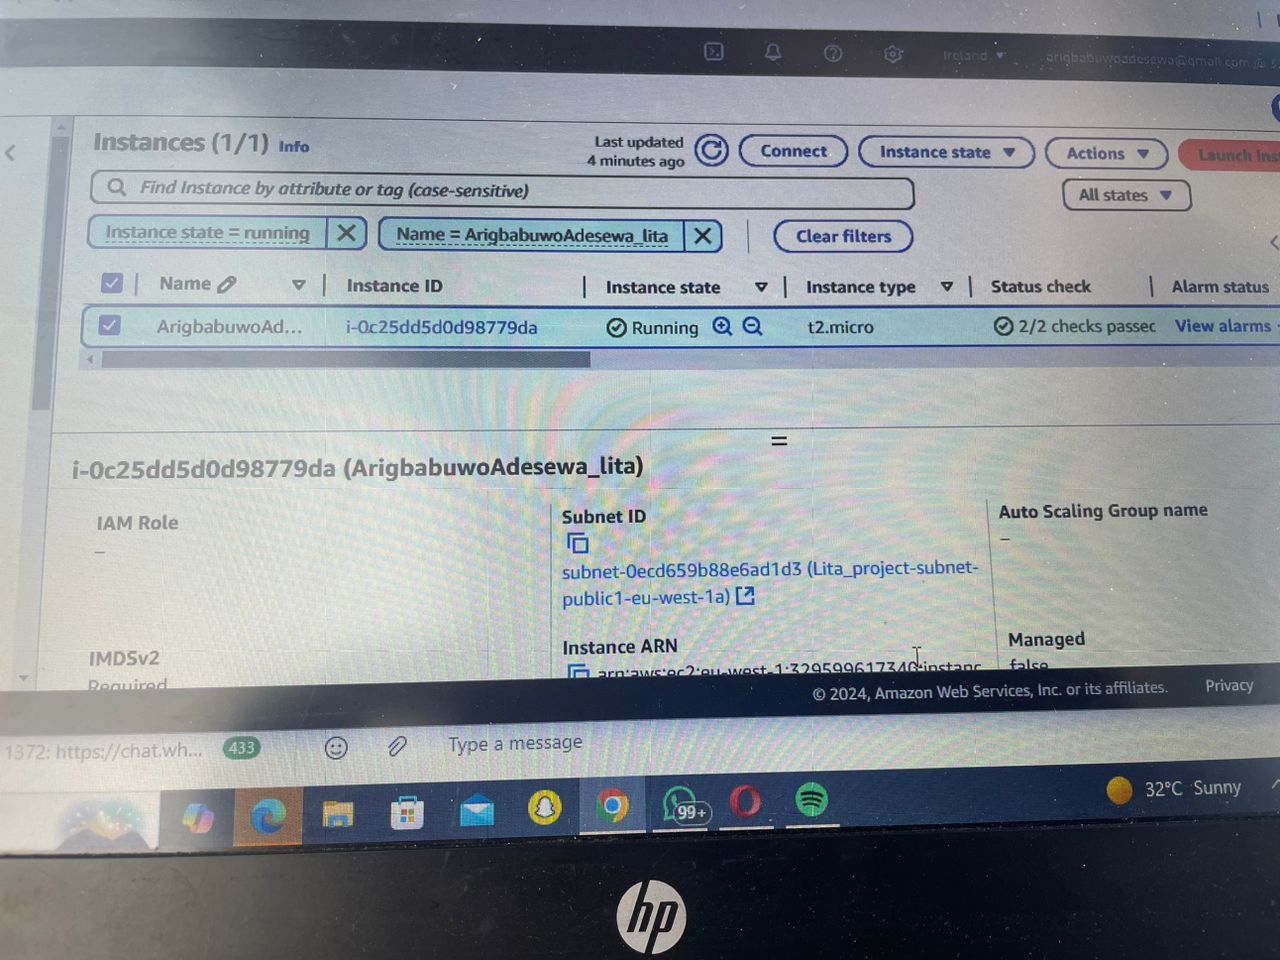 Ireland
arigbabuwoadesewa@gmail.com @
Instances (1/1) Info
Last updated
4 minutes ago
Connect
Instance state
Actions
Launch ins
Find Instance by attribute or tag (case-sensitive)
All states
Instance state = running
Name = ArigbabuwoAdesewa_lita
Clear filters
Name
Instance ID
Instance state
Instance type
Status check
Alarm status
ArigbabuwoAd...
i-0c25dd5d0d98779da
Running
t2.micro
2/2 checks passec
View alarms
=
i-0c25dd5d0d98779da (ArigbabuwoAdesewa_lita)
IAM Role
–
Subnet ID
subnet-0ecd659b88e6ad1d3 (Lita_project-subnet-
public1-eu-west-1a)
Auto Scaling Group name
–
IMDSv2
Required
Instance ARN
arn:aws:ec2:eu-west-1:329599617340:instanc
Managed
false
© 2024, Amazon Web Services, Inc. or its affiliates.
Privacy
1372: https://chat.wh...
433
Type a message
99+
32°C Sunny
hp